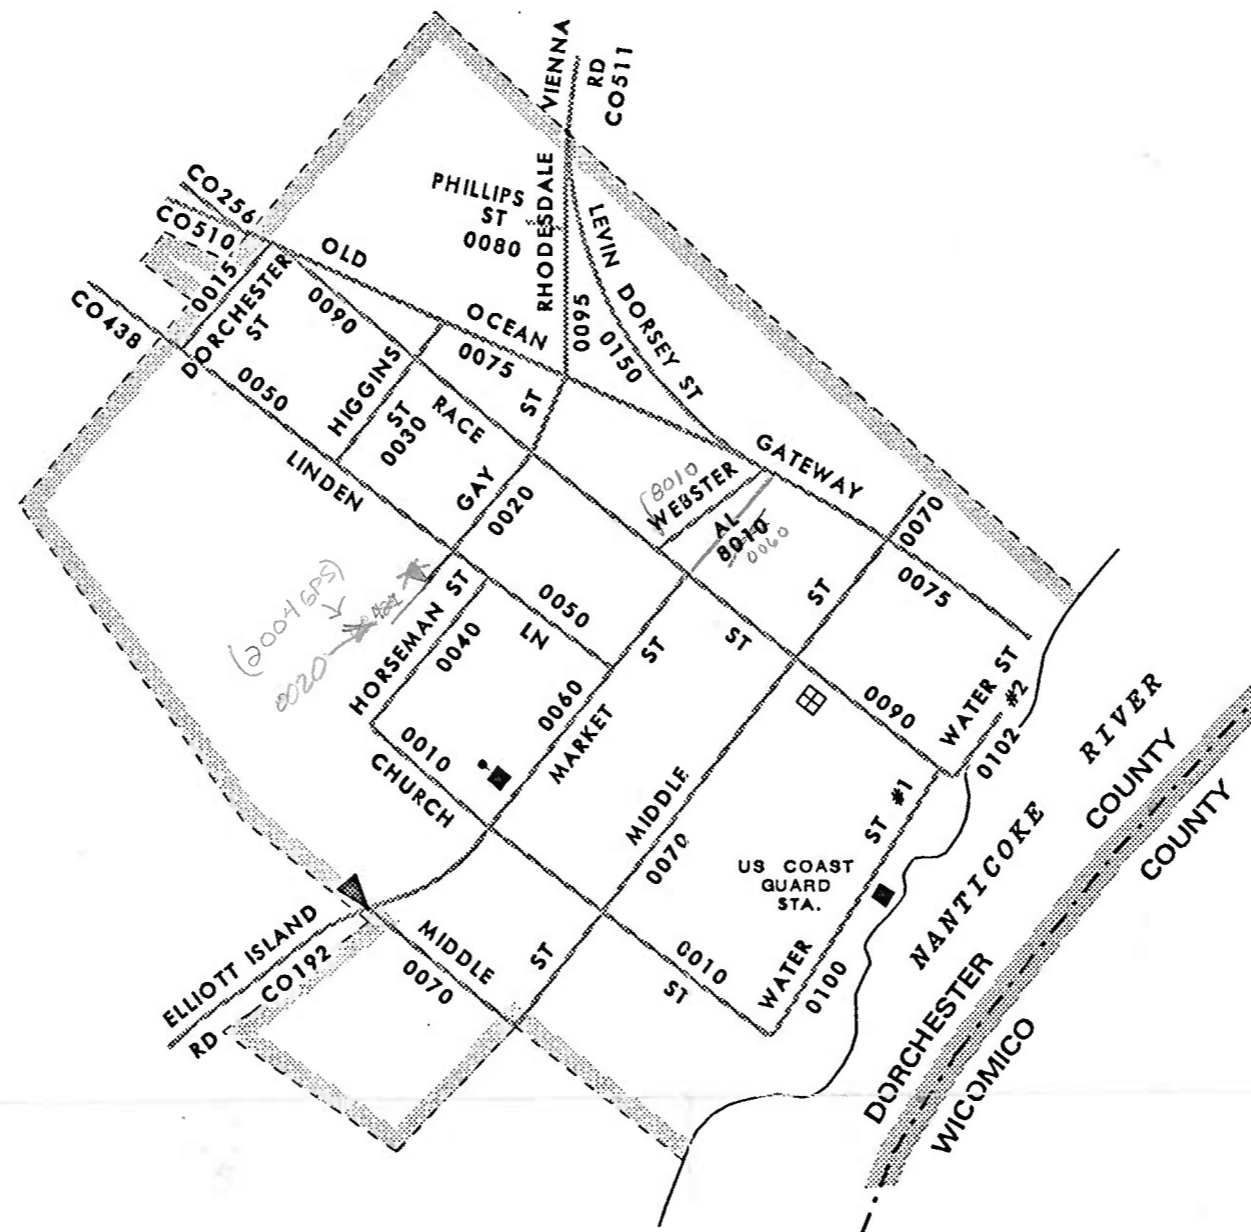 VIENNA
RD
CO511
CO256
CO510
PHILLIPS
ST
0080
RHODESDALE
0095
ST
LEVIN DORSEY ST
0150
OLD OCEAN GATEWAY
0075
0075
CO438
0015
DORCHESTER
ST
0090
HIGGINS
ST
0030
RACE
ST
0090
0050
LINDEN
0050
LN
GAY
0020
(8010
WEBSTER
AL
8010
0060
0070
ST
(2004 GPS)
0020
HORSEMAN ST
0040
0060
MARKET
ST
0010
CHURCH
0010
ST
MIDDLE
0070
WATER ST
#2
0102
ST #1
WATER
0100
US COAST
GUARD
STA.
NANTICOKE RIVER
DORCHESTER COUNTY
WICOMICO COUNTY
ELLIOTT ISLAND
RD
CO192
MIDDLE
ST
0070